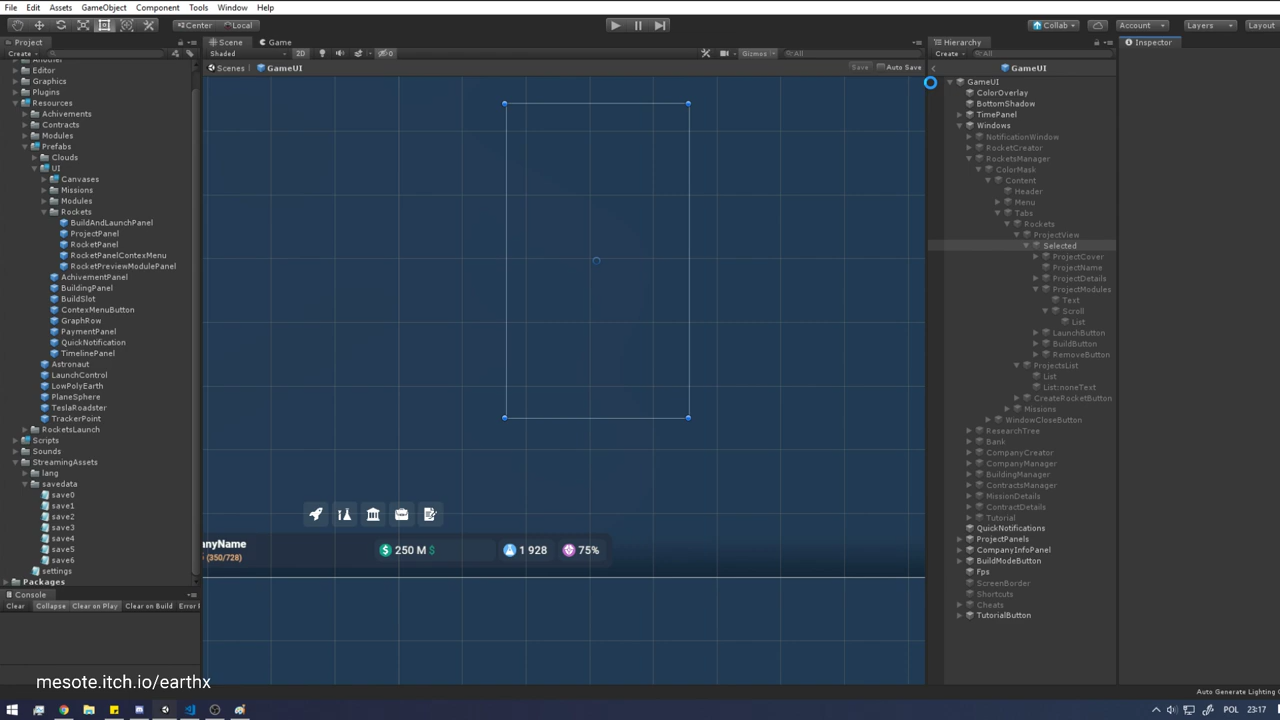 File Edit Assets GameObject Component Tools Window Help
Center Local Collab Account Layers Layout
Project Scene Game Hierarchy Inspector
Create Shaded 2D 0 Gizmos All Create All
Scenes GameUI Save Auto Save GameUI
Editor
Graphics
Plugins
Resources
Achivements
Contracts
Modules
Prefabs
Clouds
UI
Canvases
Missions
Modules
Rockets
BuildAndLaunchPanel
ProjectPanel
RocketPanel
RocketPanelContexMenu
RocketPreviewModulePanel
AchivementPanel
BuildingPanel
BuildSlot
ContexMenuButton
GraphRow
PaymentPanel
QuickNotification
TimelinePanel
Astronaut
LaunchControl
LowPolyEarth
PlaneSphere
TeslaRoadster
TrackerPoint
RocketsLaunch
Scripts
Sounds
StreamingAssets
lang
savedata
save0
save1
save2
save3
save4
save5
save6
settings
Packages
Console
Clear Collapse Clear on Play Clear on Build Error
anyName
(350/728)
250 M $ 1 928 75%
GameUI
ColorOverlay
BottomShadow
TimePanel
Windows
NotificationWindow
RocketCreator
RocketsManager
ColorMask
Content
Header
Menu
Tabs
Rockets
ProjectView
Selected
ProjectCover
ProjectName
ProjectDetails
ProjectModules
Text
Scroll
List
LaunchButton
BuildButton
RemoveButton
ProjectsList
List
List:noneText
CreateRocketButton
Missions
WindowCloseButton
ResearchTree
Bank
CompanyCreator
CompanyManager
BuildingManager
ContractsManager
MissionDetails
ContractDetails
Tutorial
QuickNotifications
ProjectPanels
CompanyInfoPanel
BuildModeButton
Fps
ScreenBorder
Shortcuts
Cheats
TutorialButton
mesote.itch.io/earthx
Auto Generate Lighting
POL 23:17